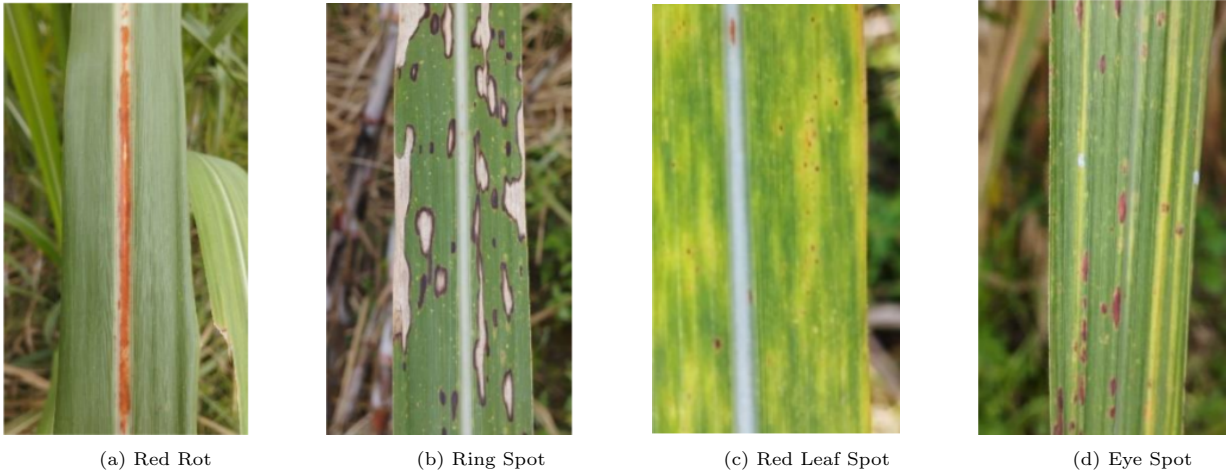 (a) Red Rot
(b) Ring Spot
(c) Red Leaf Spot
(d) Eye Spot